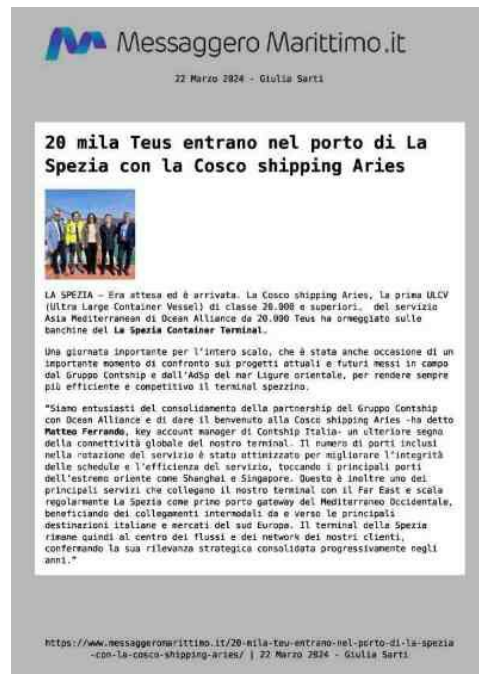 Messaggero Marittimo.it
22 Marzo 2024 - Giulia Sarti
20 mila Teus entrano nel porto di La
Spezia con la Cosco shipping Aries
LA SPEZIA – Era attesa ed è arrivata. La Cosco shipping Aries, la prima ULCV
(Ultra Large Container Vessel) di classe 20.000 e superiori, del servizio
Asia Mediterranean di Ocean Alliance da 20.000 Teus ha ormeggiato sulle
banchine del La Spezia Container Terminal.
Una giornata importante per l'intero scalo, che è stata anche occasione di un
importante momento di confronto sui progetti attuali e futuri messi in campo
dal Gruppo Contship e dall'AdSp del mar Ligure orientale, per rendere sempre
più efficiente e competitivo il terminal spezzino.
"Siamo entusiasti del consolidamento della partnership del Gruppo Contship
con Ocean Alliance e di dare il benvenuto alla Cosco shipping Aries -ha detto
Matteo Ferrando, key account manager di Contship Italia- un ulteriore segno
della connettività globale del nostro terminal. Il numero di porti inclusi
nella rotazione del servizio è stato ottimizzato per migliorare l'integrità
delle schedule e l'efficienza del servizio, toccando i principali porti
dell'estremo oriente come Shanghai e Singapore. Questo è inoltre uno dei
principali servizi che collegano il nostro terminal con il Far East e scala
regolarmente La Spezia come primo porto gateway del Mediterraneo Occidentale,
beneficiando dei collegamenti intermodali da e verso le principali
destinazioni italiane e mercati del sud Europa. Il terminal della Spezia
rimane quindi al centro dei flussi e dei network dei nostri clienti,
confermando la sua rilevanza strategica consolidata progressivamente negli
anni."
https://www.messaggeromarittimo.it/20-mila-teu-entrano-nel-porto-di-la-spezia
-con-la-cosco-shipping-aries/ | 22 Marzo 2024 - Giulia Sarti